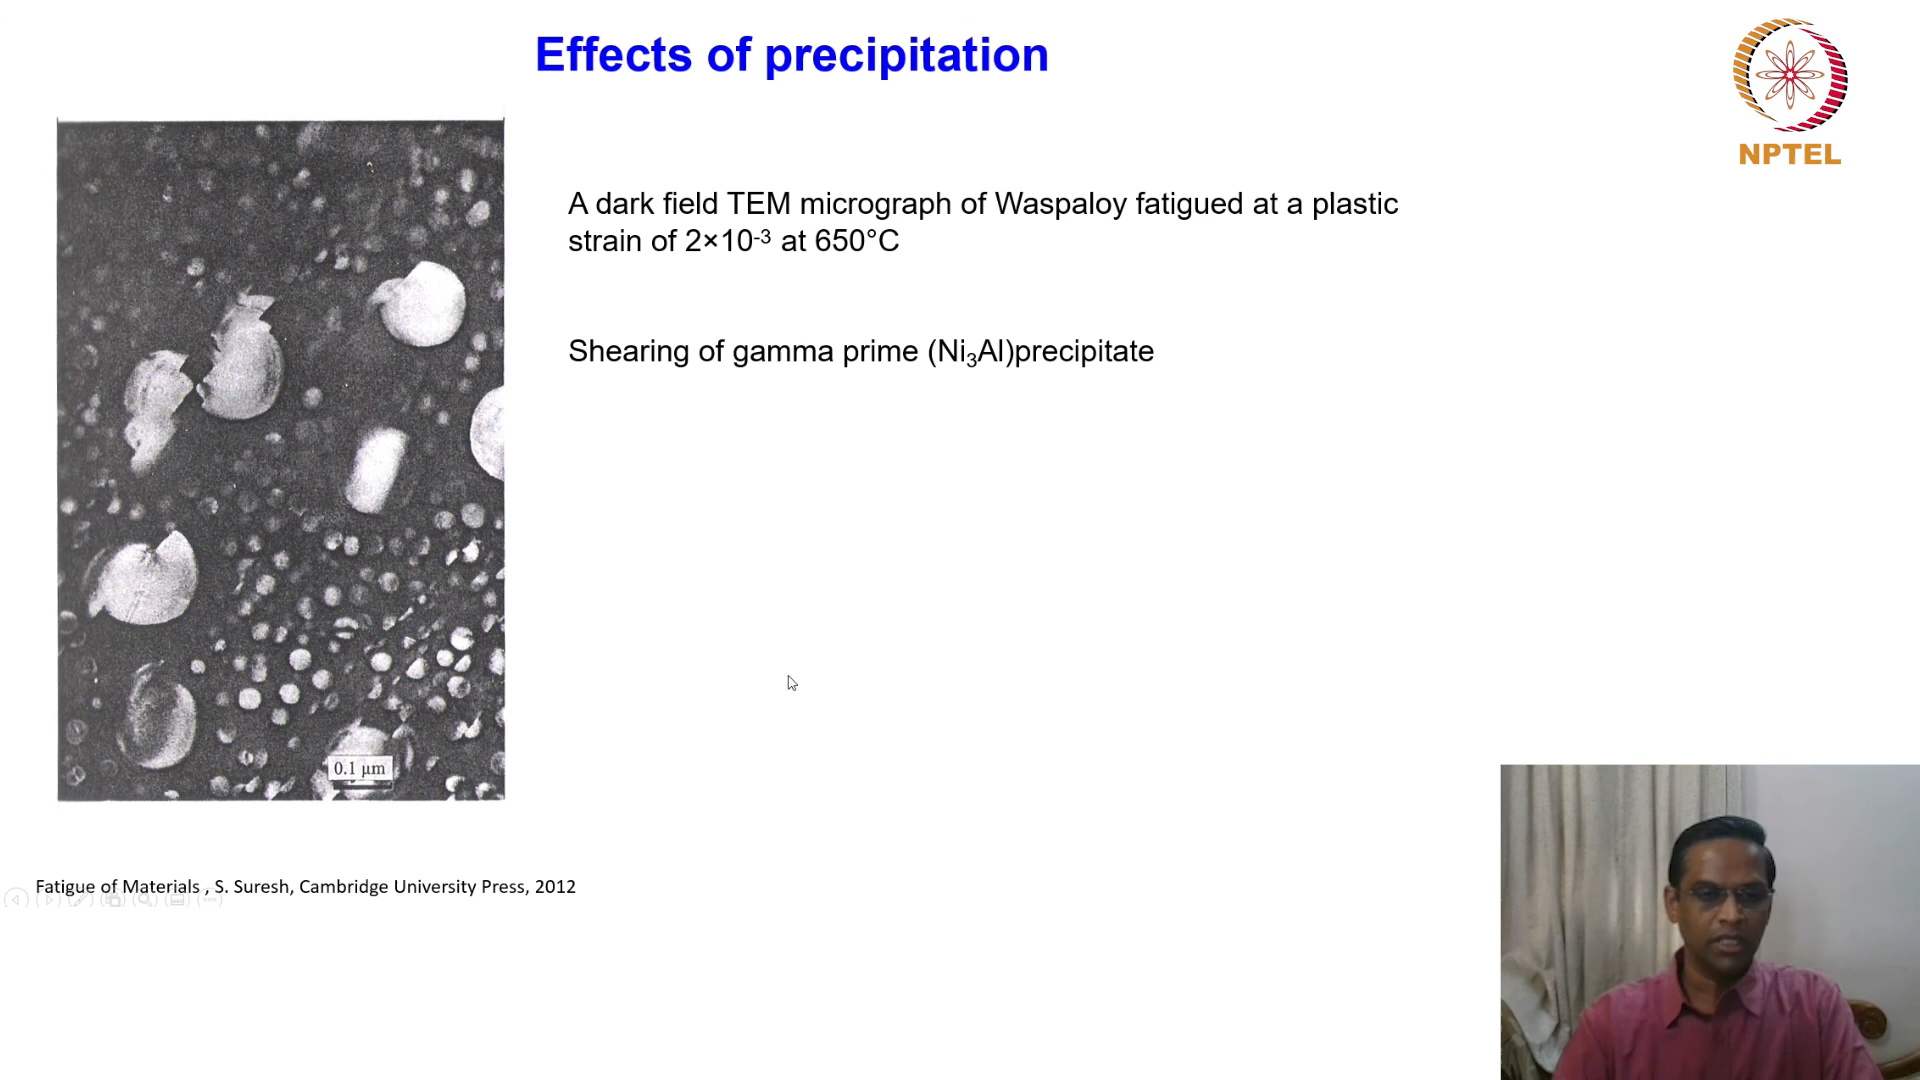 Effects of precipitation
NPTEL
A dark field TEM micrograph of Waspaloy fatigued at a plastic
strain of 2×10⁻³ at 650°C
Shearing of gamma prime (Ni₃Al)precipitate
0.1 μm
Fatigue of Materials , S. Suresh, Cambridge University Press, 2012